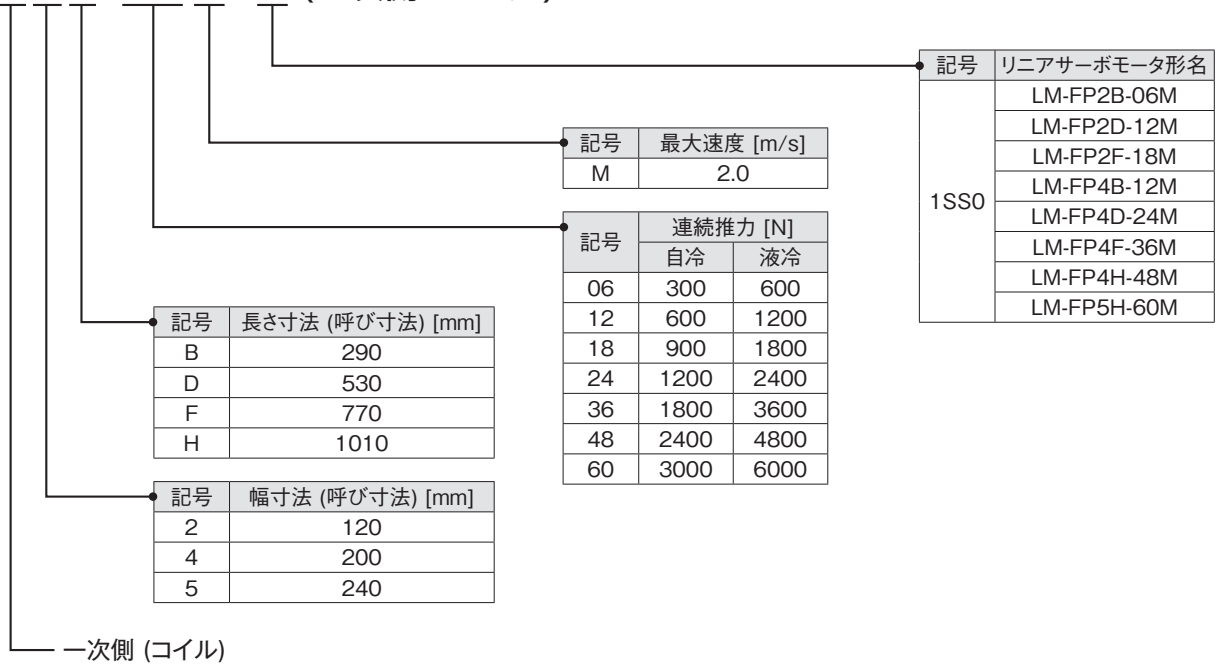 記号 リニアサーボモータ形名
1SS0
LM-FP2B-06M
LM-FP2D-12M
LM-FP2F-18M
LM-FP4B-12M
LM-FP4D-24M
LM-FP4F-36M
LM-FP4H-48M
LM-FP5H-60M
記号 最大速度 [m/s]
M 2.0
記号 連続推力 [N]
自冷 液冷
06 300 600
12 600 1200
18 900 1800
24 1200 2400
36 1800 3600
48 2400 4800
60 3000 6000
記号 長さ寸法 (呼び寸法) [mm]
B 290
D 530
F 770
H 1010
記号 幅寸法 (呼び寸法) [mm]
2 120
4 200
5 240
一次側 (コイル)